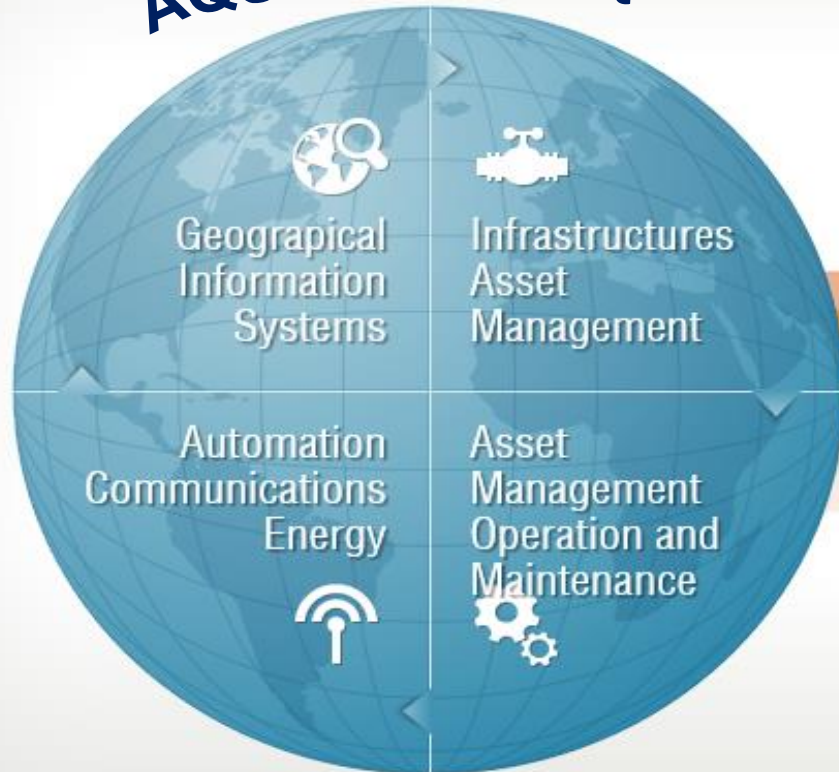 Geograpical
Information
Systems
Infrastructures
Asset
Management
Automation
Communications
Energy
Asset
Management
Operation and
Maintenance